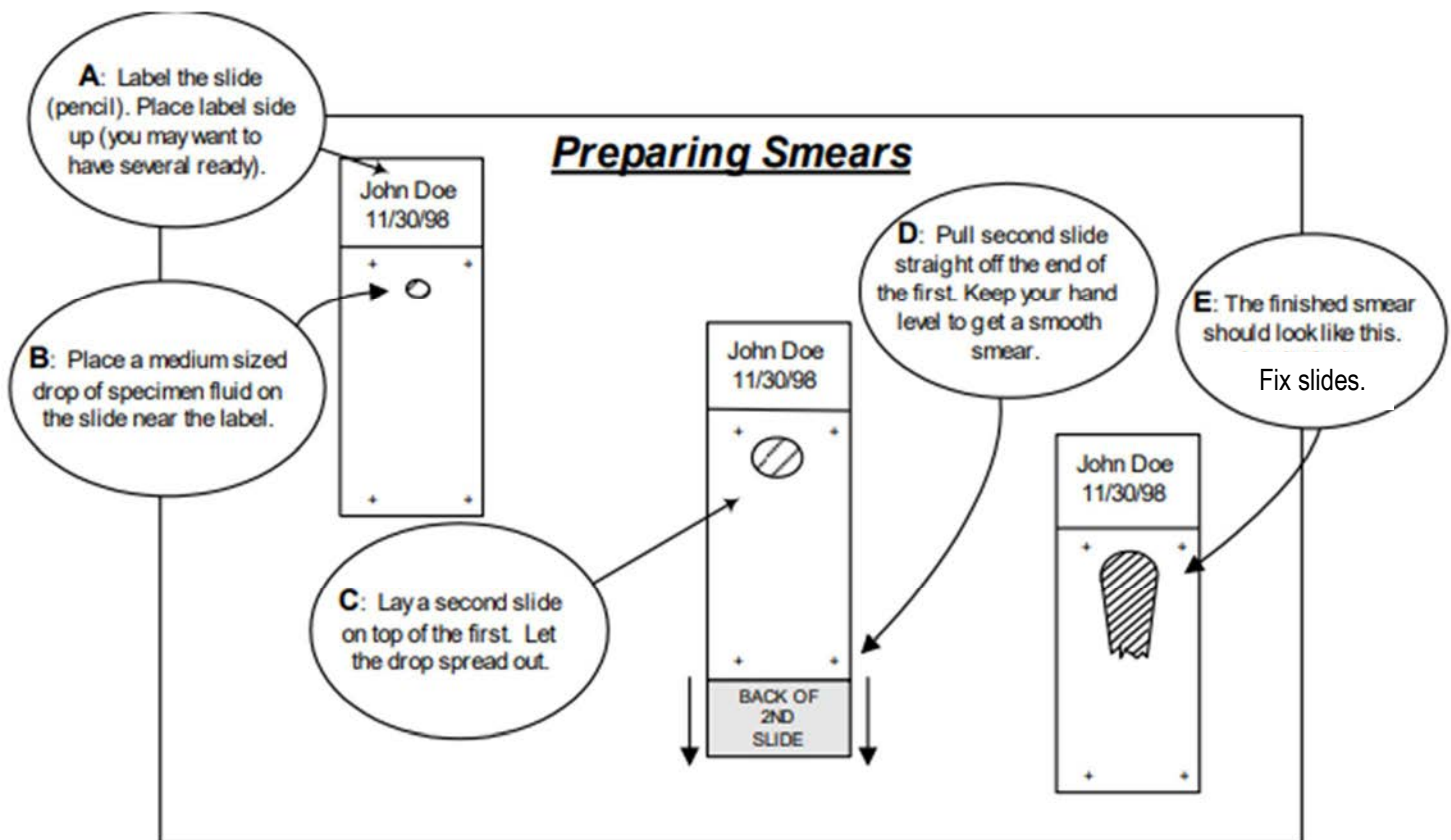 Preparing Smears
A: Label the slide
(pencil). Place label side
up (you may want to
have several ready).
John Doe
11/30/98
B: Place a medium sized
drop of specimen fluid on
the slide near the label.
C: Lay a second slide
on top of the first. Let
the drop spread out.
John Doe
11/30/98
BACK OF
2ND
SLIDE
D: Pull second slide
straight off the end of
the first. Keep your hand
level to get a smooth
smear.
E: The finished smear
should look like this.
Fix slides.
John Doe
11/30/98